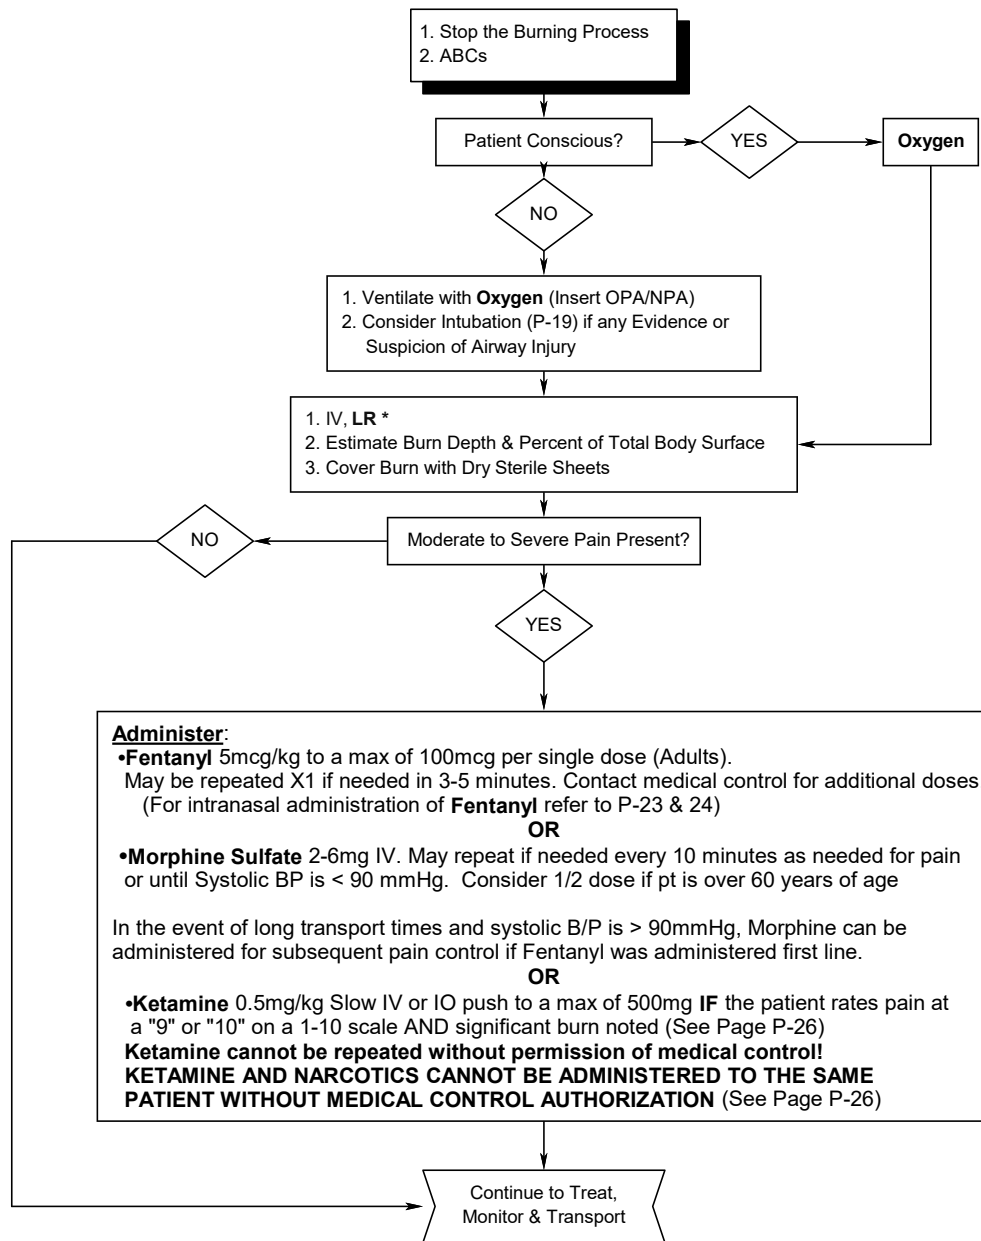 1. Stop the Burning Process
2. ABCs
Patient Conscious?
YES
Oxygen
NO
1. Ventilate with Oxygen (Insert OPA/NPA)
2. Consider Intubation (P-19) if any Evidence or
Suspicion of Airway Injury
1. IV, LR *
2. Estimate Burn Depth & Percent of Total Body Surface
3. Cover Burn with Dry Sterile Sheets
NO
Moderate to Severe Pain Present?
YES
Administer:
•Fentanyl 5mcg/kg to a max of 100mcg per single dose (Adults).
May be repeated X1 if needed in 3-5 minutes. Contact medical control for additional doses
(For intranasal administration of Fentanyl refer to P-23 & 24)
OR
•Morphine Sulfate 2-6mg IV. May repeat if needed every 10 minutes as needed for pain
or until Systolic BP is < 90 mmHg. Consider 1/2 dose if pt is over 60 years of age
In the event of long transport times and systolic B/P is > 90mmHg, Morphine can be
administered for subsequent pain control if Fentanyl was administered first line.
OR
•Ketamine 0.5mg/kg Slow IV or IO push to a max of 500mg IF the patient rates pain at
a "9" or "10" on a 1-10 scale AND significant burn noted (See Page P-26)
Ketamine cannot be repeated without permission of medical control!
KETAMINE AND NARCOTICS CANNOT BE ADMINISTERED TO THE SAME
PATIENT WITHOUT MEDICAL CONTROL AUTHORIZATION (See Page P-26)
Continue to Treat,
Monitor & Transport